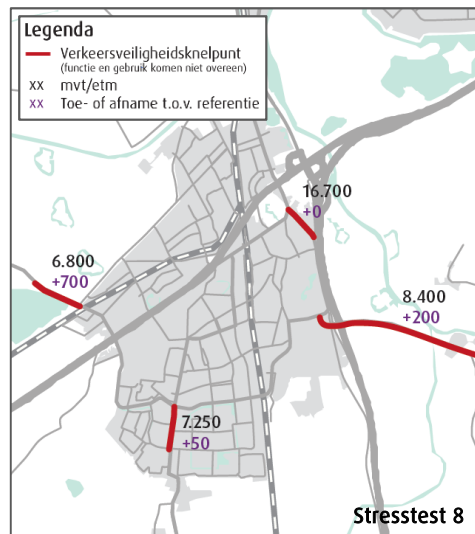 Legenda
Verkeersveiligheidsknelpunt
(functie en gebruik komen niet overeen)
xx mvt/etm
xx Toe- of afname t.o.v. referentie
16.700
+0
6.800
+700
8.400
+200
7.250
+50
Stresstest 8